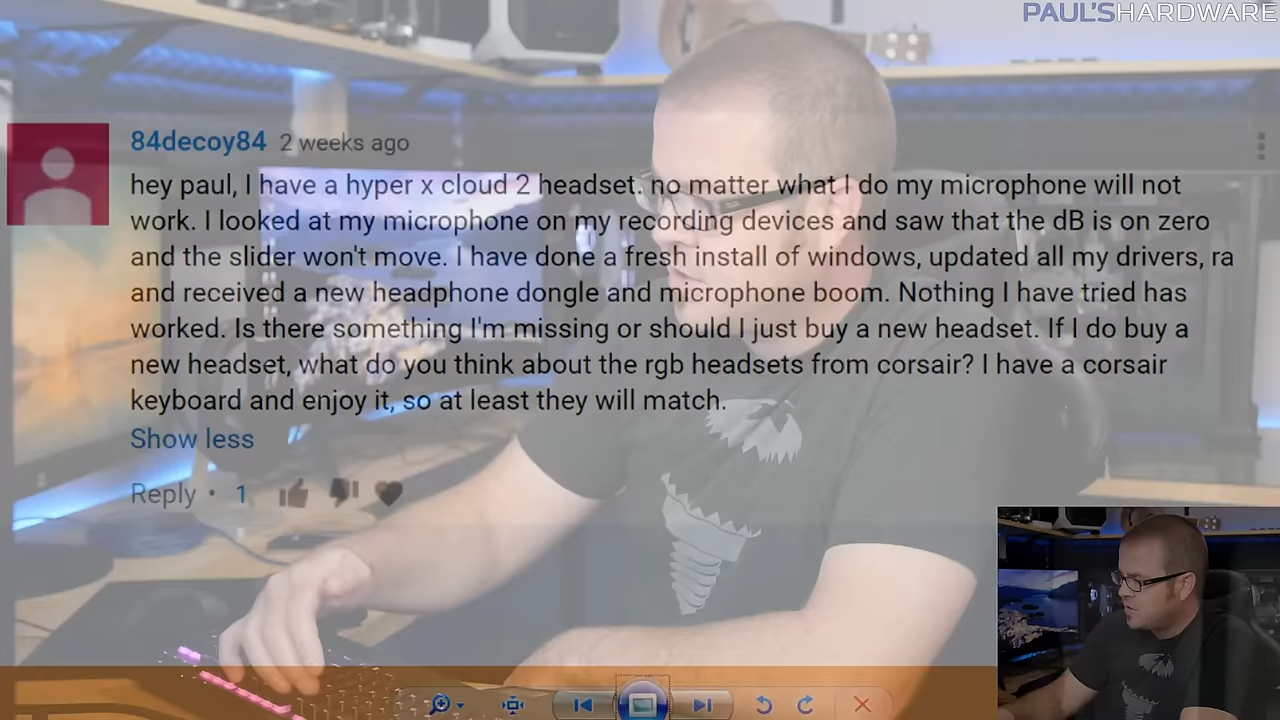 PAUL'SHARDWARE
84decoy84 2 weeks ago
hey paul, I have a hyper x cloud 2 headset. no matter what I do my microphone will not
work. I looked at my microphone on my recording devices and saw that the dB is on zero
and the slider won't move. I have done a fresh install of windows, updated all my drivers, ra
and received a new headphone dongle and microphone boom. Nothing I have tried has
worked. Is there something I'm missing or should I just buy a new headset. If I do buy a
new headset, what do you think about the rgb headsets from corsair? I have a corsair
keyboard and enjoy it, so at least they will match.
Show less
Reply • 1